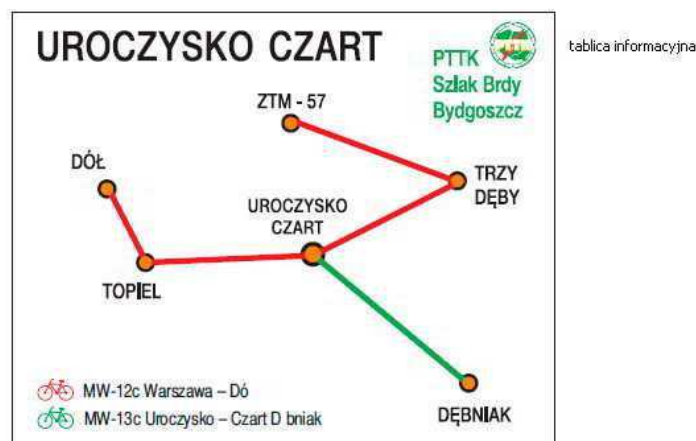 UROCZYSKO CZART
tablica informacyjna
PTTK
Szlak Brdy
Bydgoszcz
ZTM - 57
DÓŁ
TRZY
DĘBY
UROCZYSKO
CZART
TOPIEL
MW-12c Warszawa – Dó
MW-13c Uroczysko – Czart D bniak
DĘBNIAK